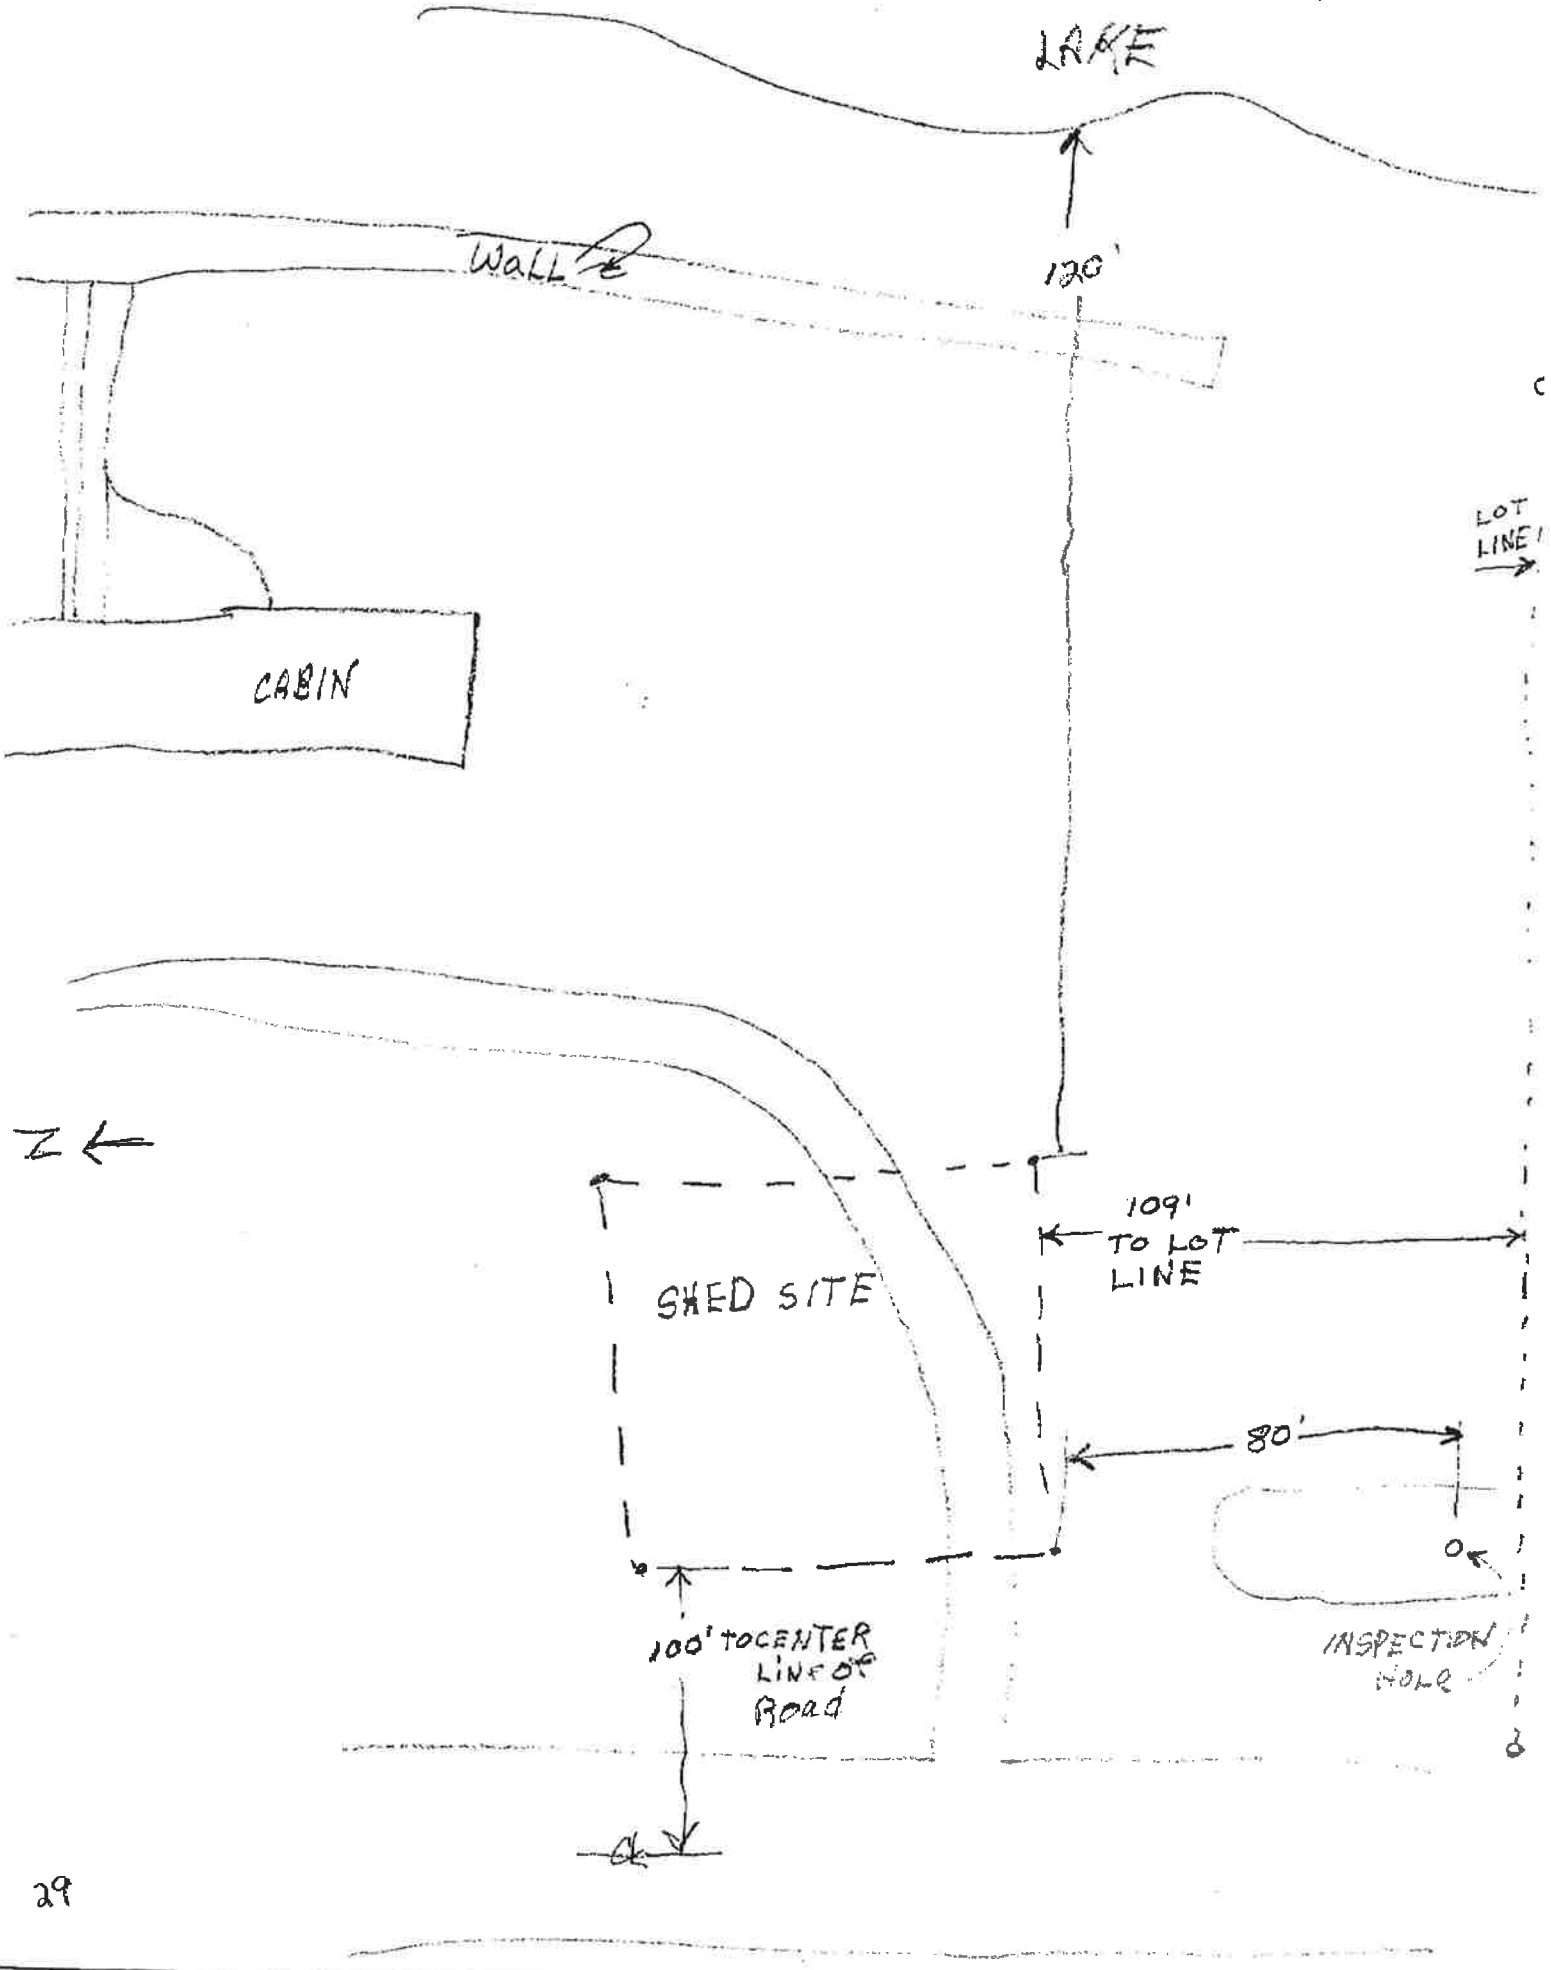 LAKE
WALL
120'
LOT
LINE
CABIN
N
109'
TO LOT
LINE
SHED SITE
80'
100' TO CENTER
LINE OF
Road
INSPECTION
HOLE
CL
29